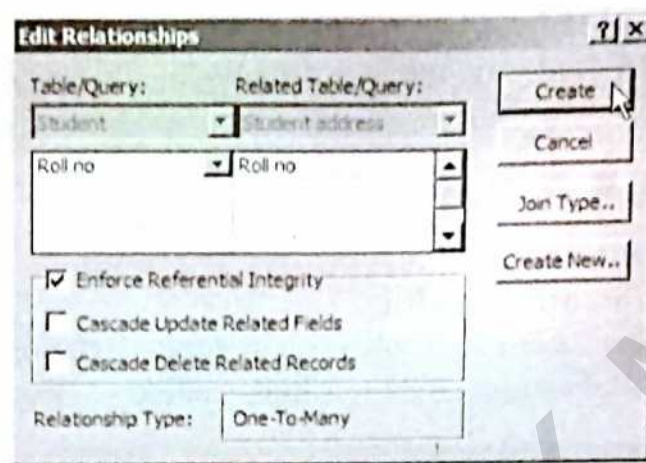 Edit Relationships ? ×
Table/Query: Related Table/Query:
Student Student address
Roll no Roll no
Create
Cancel
Join Type..
Create New..
Enforce Referential Integrity
Cascade Update Related Fields
Cascade Delete Related Records
Relationship Type: One-To-Many